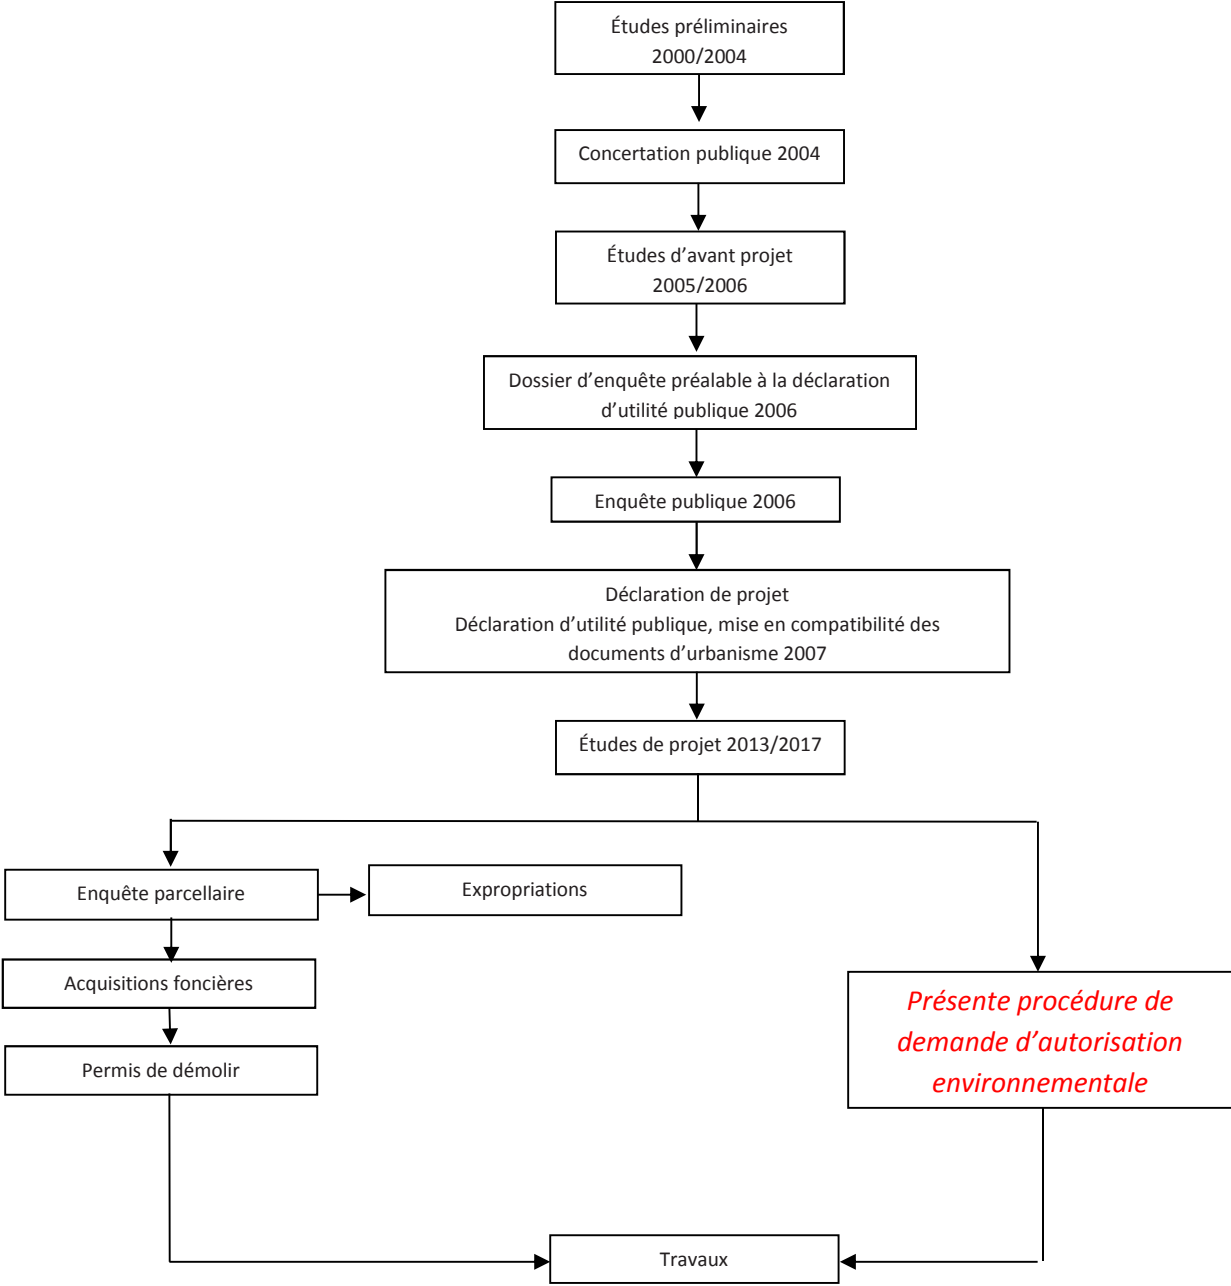 Études préliminaires
2000/2004
Concertation publique 2004
Études d’avant projet
2005/2006
Dossier d’enquête préalable à la déclaration
d’utilité publique 2006
Enquête publique 2006
Déclaration de projet
Déclaration d’utilité publique, mise en compatibilité des
documents d’urbanisme 2007
Études de projet 2013/2017
Enquête parcellaire
Expropriations
Acquisitions foncières
Permis de démolir
Présente procédure de
demande d’autorisation
environnementale
Travaux